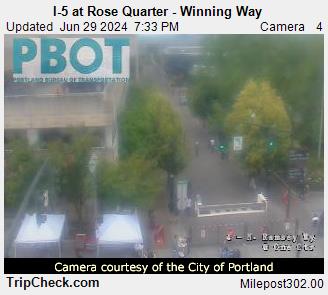 I-5 at Rose Quarter - Winning Way
Updated Jun 29 2024 7:33 PM Camera 4
PBOT
PORTLAND BUREAU OF TRANSPORTATION
Camera courtesy of the City of Portland
TripCheck.com Milepost302.00